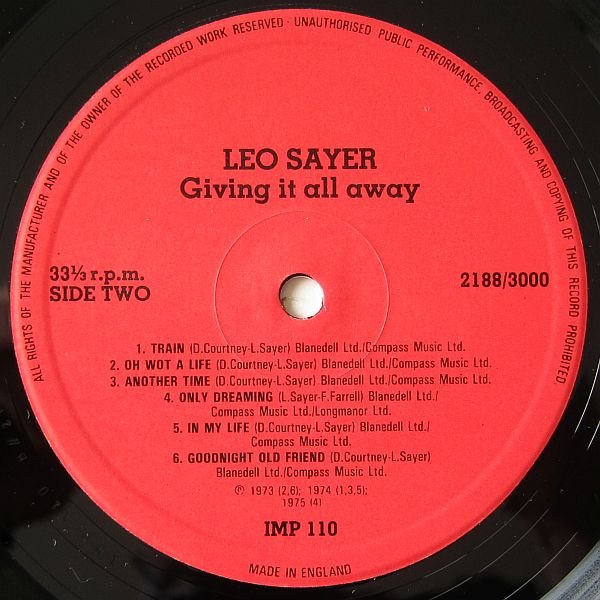 ALL RIGHTS OF THE MANUFACTURER AND OF THE OWNER OF THE RECORDED WORK RESERVED · UNAUTHORISED PUBLIC PERFORMANCE, BROADCASTING AND COPYING OF THIS RECORD PROHIBITED
LEO SAYER
Giving it all away
33⅓ r.p.m.
SIDE TWO
2188/3000
1. TRAIN (D.Courtney-L.Sayer) Blanedell Ltd./Compass Music Ltd.
2. OH WOT A LIFE (D.Courtney-L.Sayer) Blanedell Ltd./Compass Music Ltd.
3. ANOTHER TIME (D.Courtney-L.Sayer) Blanedell Ltd./Compass Music Ltd.
4. ONLY DREAMING (L.Sayer-F.Farrell) Blanedell Ltd./
Compass Music Ltd./Longmanor Ltd.
5. IN MY LIFE (D.Courtney-L.Sayer) Blanedell Ltd./
Compass Music Ltd.
6. GOODNIGHT OLD FRIEND (D.Courtney-L.Sayer)
Blanedell Ltd./Compass Music Ltd.
℗ 1973 (2,6); 1974 (1,3,5);
1975 (4)
IMP 110
MADE IN ENGLAND